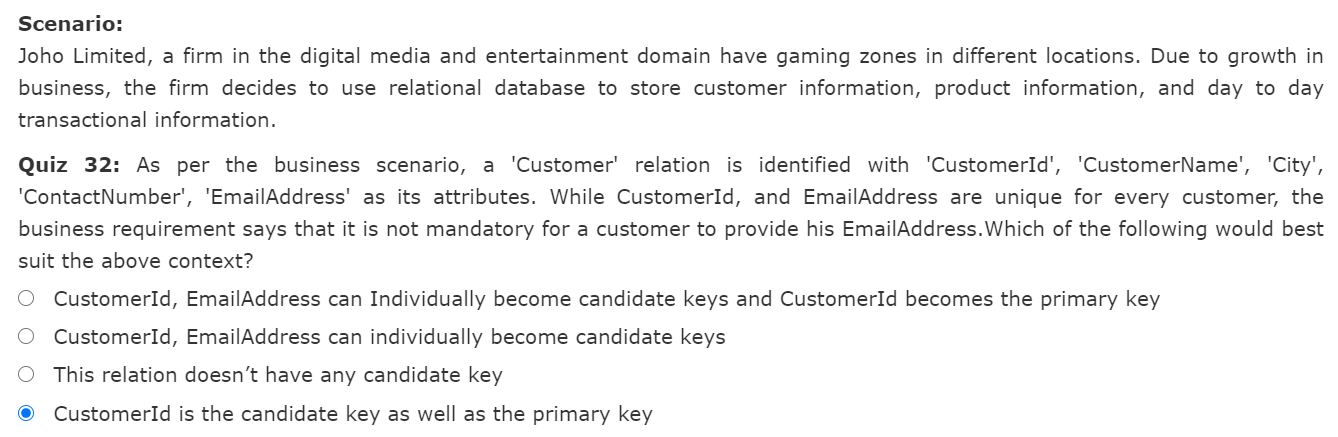 Scenario:
Joho Limited, a firm in the digital media and entertainment domain have gaming zones in different locations. Due to growth in
business, the firm decides to use relational database to store customer information, product information, and day to day
transactional information.
Quiz 32: As per the business scenario, a 'Customer' relation is identified with 'CustomerId', 'CustomerName', 'City',
'ContactNumber', 'EmailAddress' as its attributes. While CustomerId, and EmailAddress are unique for every customer, the
business requirement says that it is not mandatory for a customer to provide his EmailAddress.Which of the following would best
suit the above context?
CustomerId, EmailAddress can Individually become candidate keys and CustomerId becomes the primary key
CustomerId, EmailAddress can individually become candidate keys
This relation doesn’t have any candidate key
CustomerId is the candidate key as well as the primary key